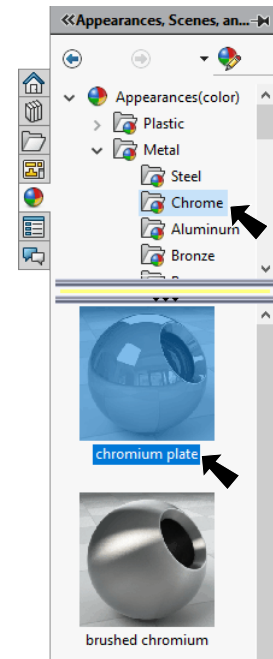 Appearances, Scenes, an...
Appearances(color)
Plastic
Metal
Steel
Chrome
Aluminum
Bronze
chromium plate
brushed chromium